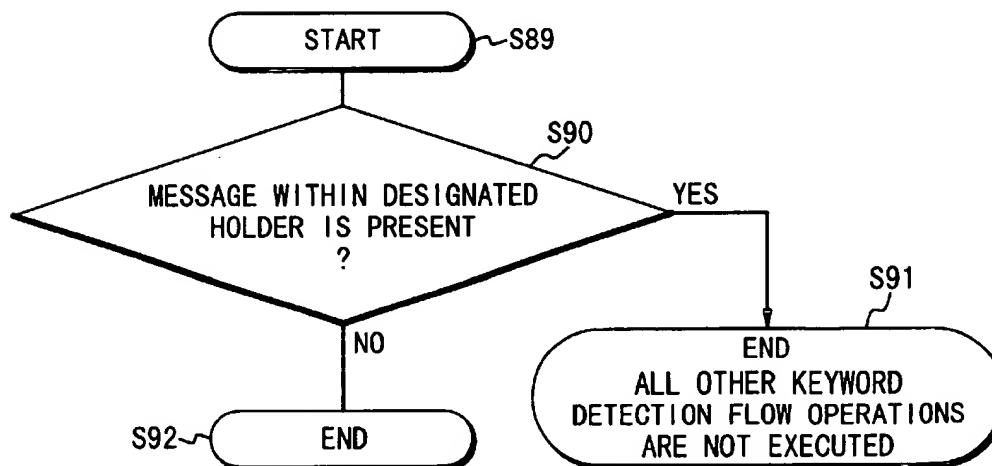 START
S89
S90
MESSAGE WITHIN DESIGNATED
HOLDER IS PRESENT
?
YES
NO
S91
END
ALL OTHER KEYWORD
DETECTION FLOW OPERATIONS
ARE NOT EXECUTED
S92
END